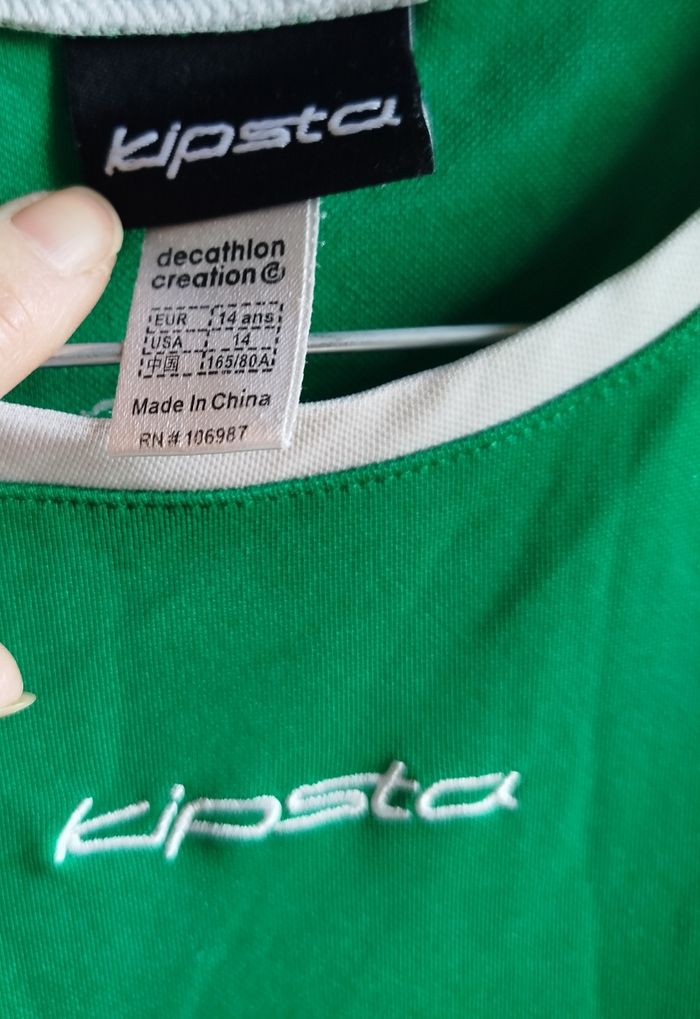 kipsta
decathlon
creation
EUR 14 ans
USA 14
中国 165/80A
Made In China
RN # 106987
kipsta